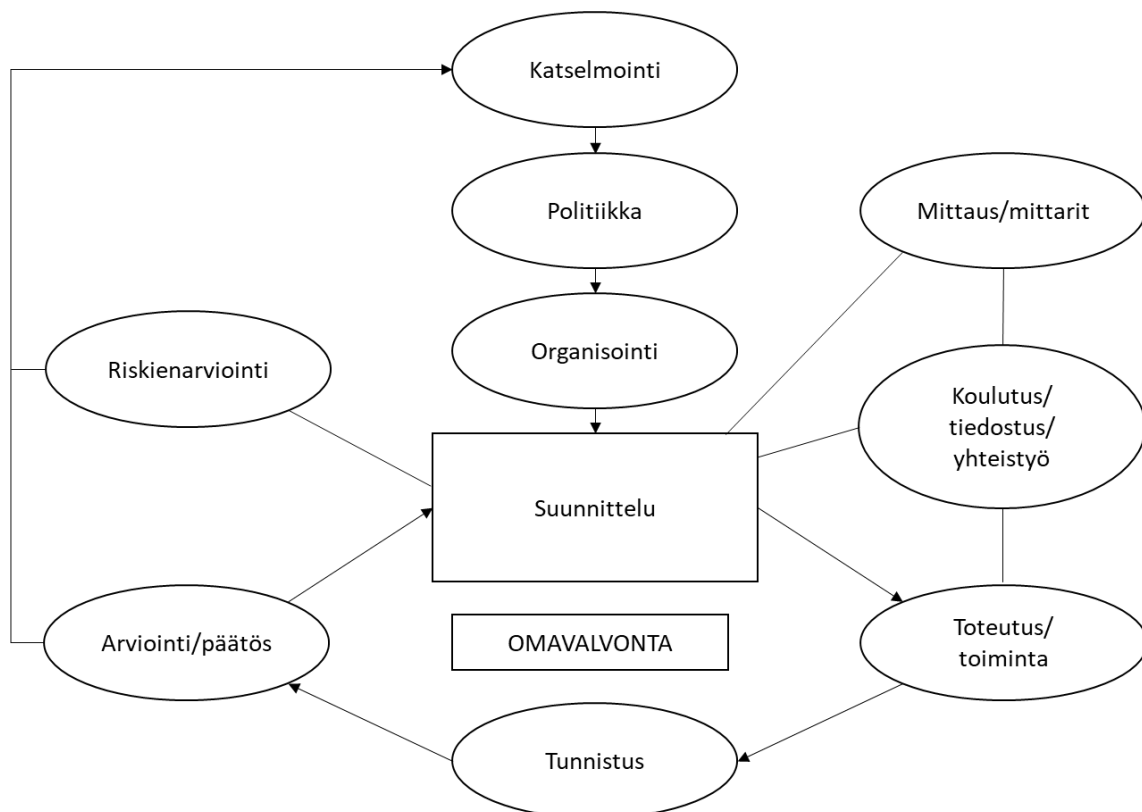 Katselmointi
Politiikka
Mittaus/mittarit
Organisointi
Riskienarviointi
Koulutus/
tiedostus/
yhteistyö
Suunnittelu
Arviointi/päätös
OMAVALVONTA
Toteutus/
toiminta
Tunnistus